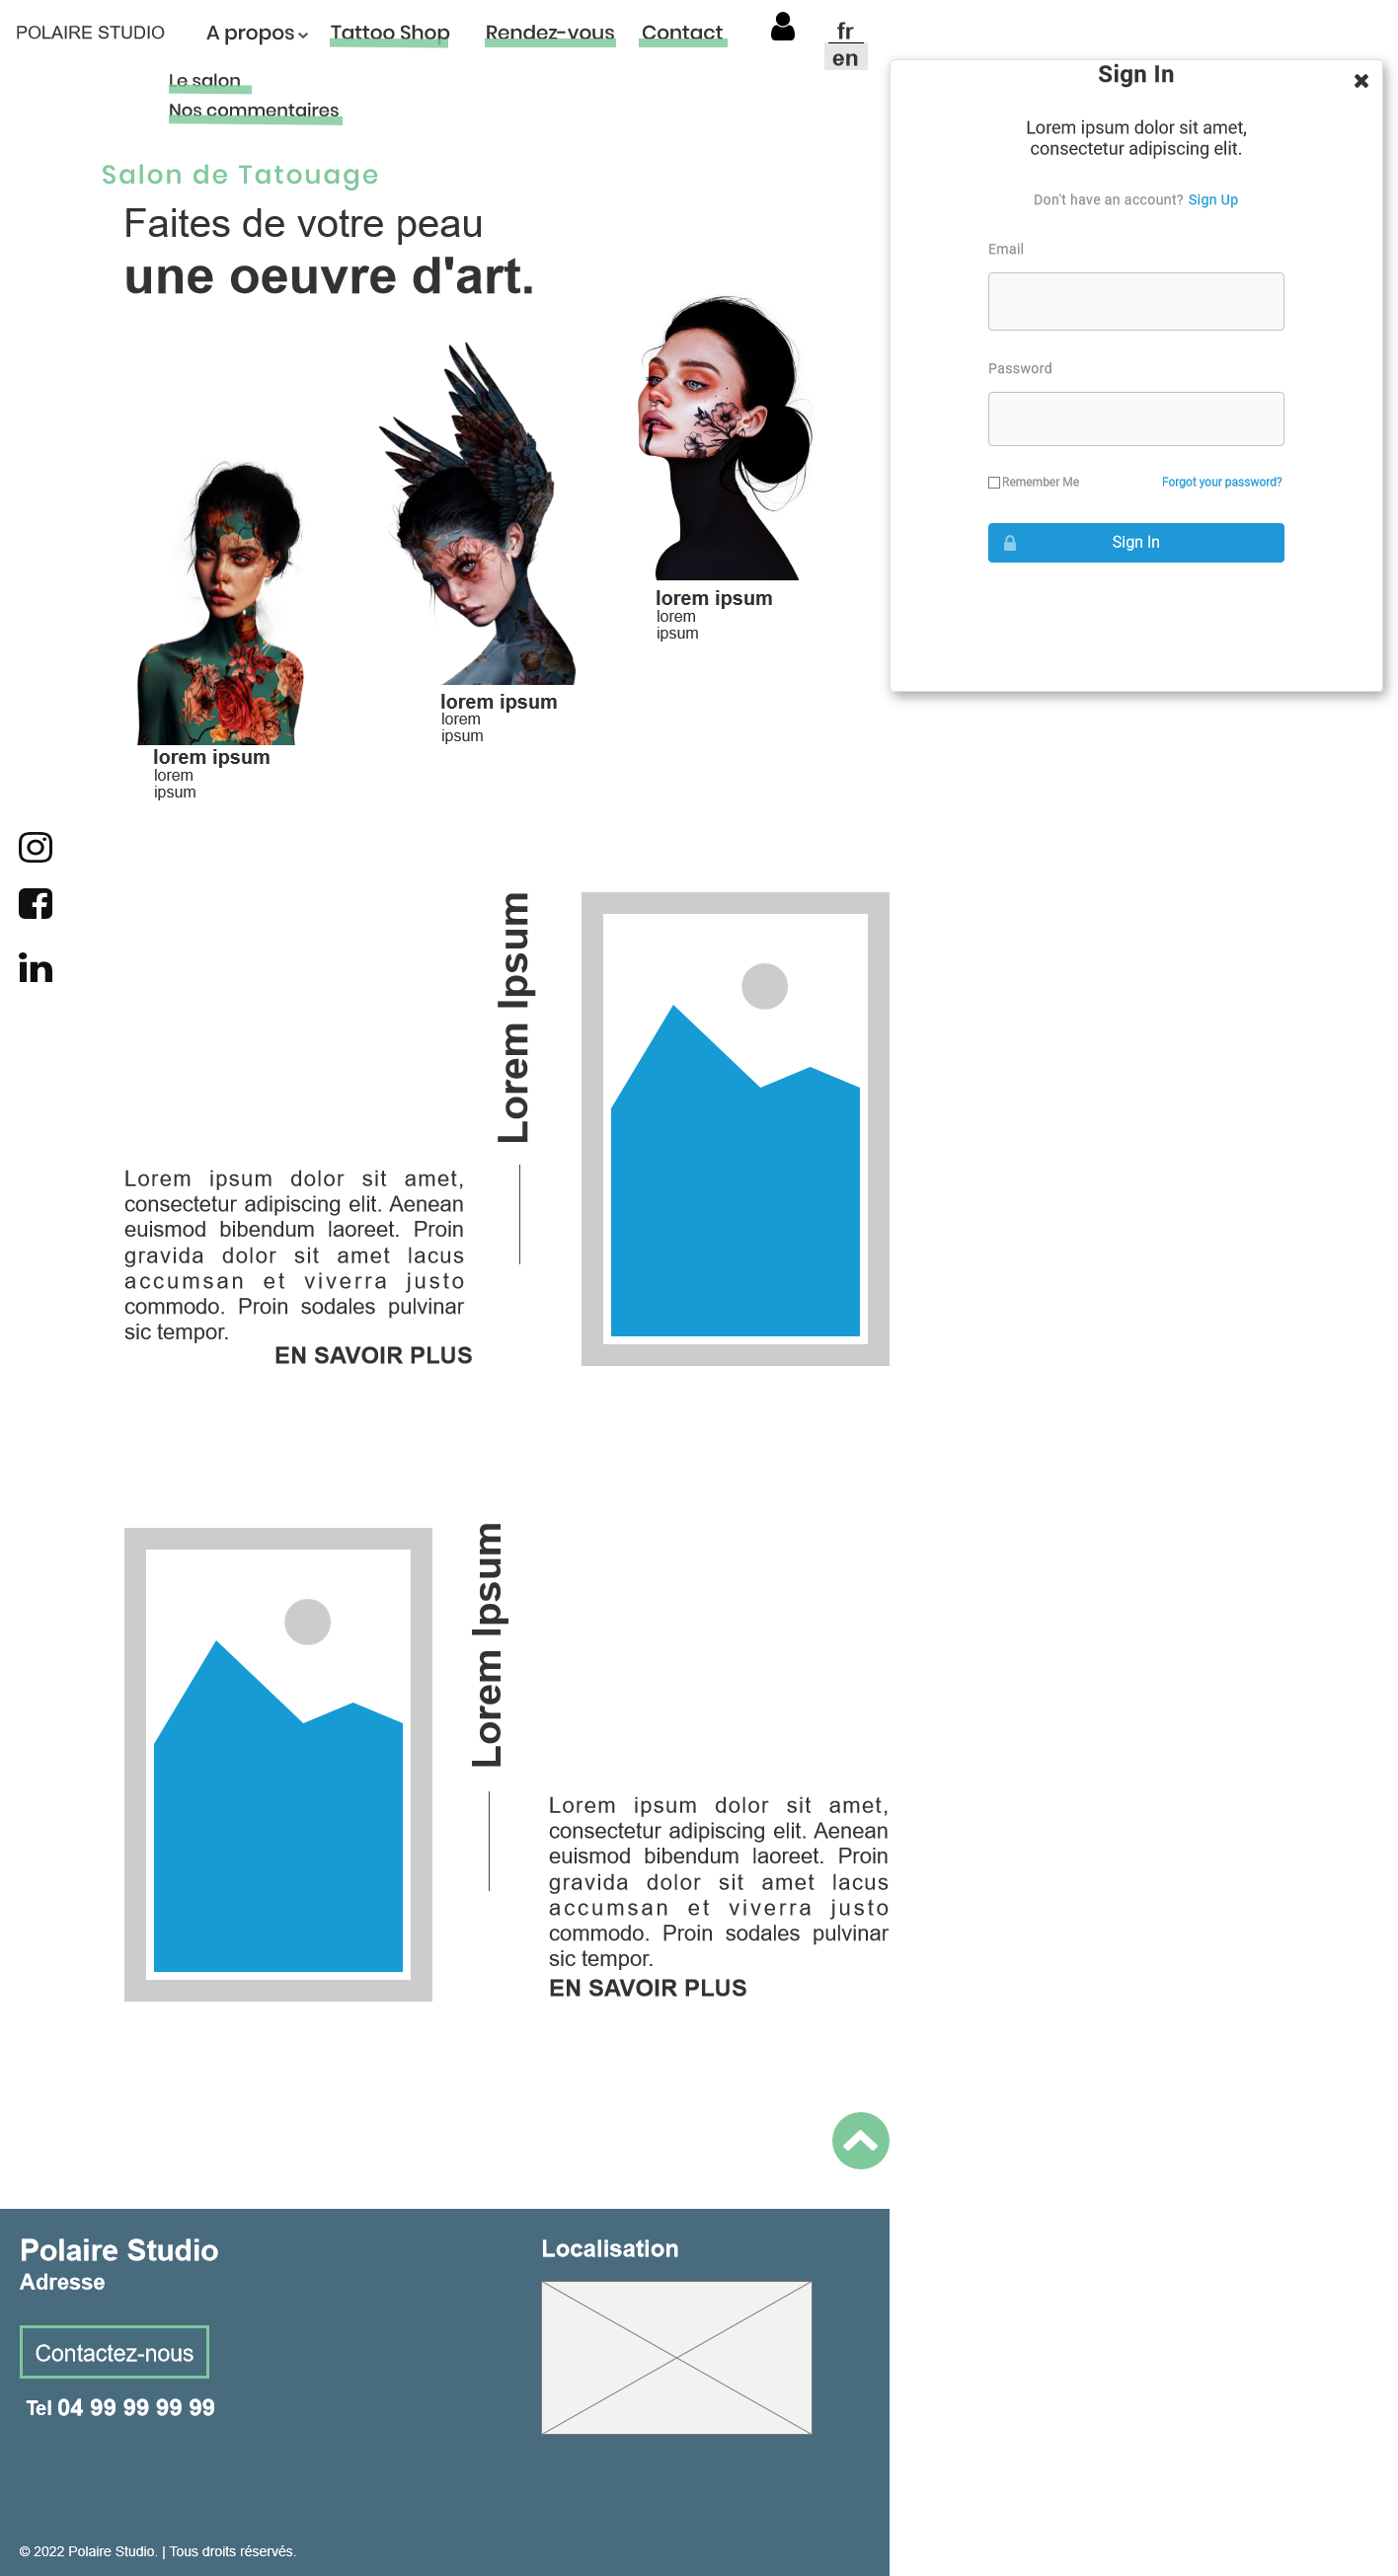 POLAIRE STUDIO
A propos
Tattoo Shop
Rendez-vous
Contact
fr
en
Le salon
Nos commentaires
Salon de Tatouage
Faites de votre peau
une oeuvre d'art.
lorem ipsum
lorem
ipsum
lorem ipsum
lorem
ipsum
lorem ipsum
lorem
ipsum
Sign In
Lorem ipsum dolor sit amet,
consectetur adipiscing elit.
Don't have an account? Sign Up
Email
Password
Remember Me
Forgot your password?
Sign In
Lorem Ipsum
Lorem ipsum dolor sit amet,
consectetur adipiscing elit. Aenean
euismod bibendum laoreet. Proin
gravida dolor sit amet lacus
accumsan et viverra justo
commodo. Proin sodales pulvinar
sic tempor.
EN SAVOIR PLUS
Lorem Ipsum
Lorem ipsum dolor sit amet,
consectetur adipiscing elit. Aenean
euismod bibendum laoreet. Proin
gravida dolor sit amet lacus
accumsan et viverra justo
commodo. Proin sodales pulvinar
sic tempor.
EN SAVOIR PLUS
Polaire Studio
Adresse
Contactez-nous
Tel 04 99 99 99 99
Localisation
© 2022 Polaire Studio. | Tous droits réservés.